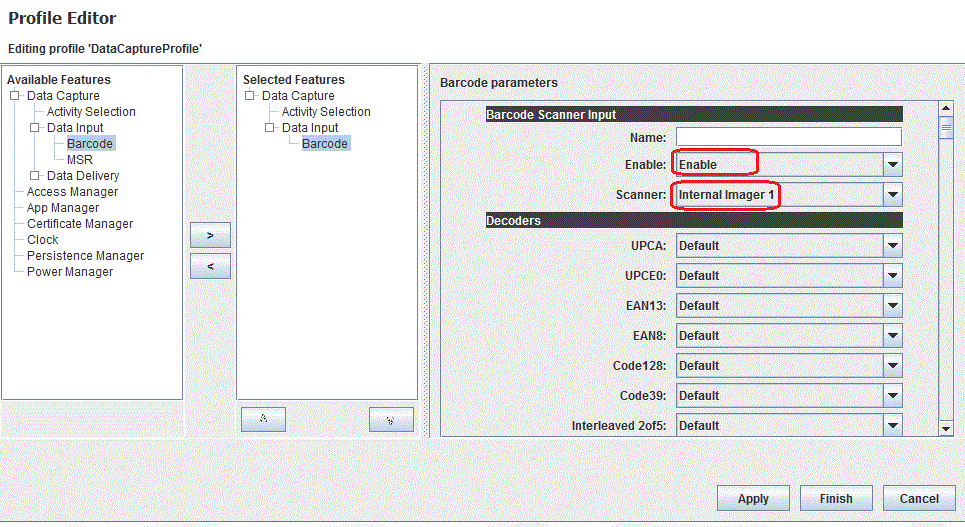 Profile Editor
Editing profile 'DataCaptureProfile'
Available Features
Data Capture
Activity Selection
Data Input
Barcode
MSR
Data Delivery
Access Manager
App Manager
Certificate Manager
Clock
Persistence Manager
Power Manager
>
<
Selected Features
Data Capture
Activity Selection
Data Input
Barcode
Barcode parameters
Barcode Scanner Input
Name:
Enable: Enable
Scanner: Internal Imager 1
Decoders
UPCA: Default
UPCE0: Default
EAN13: Default
EAN8: Default
Code128: Default
Code39: Default
Interleaved 2of5: Default
Apply Finish Cancel